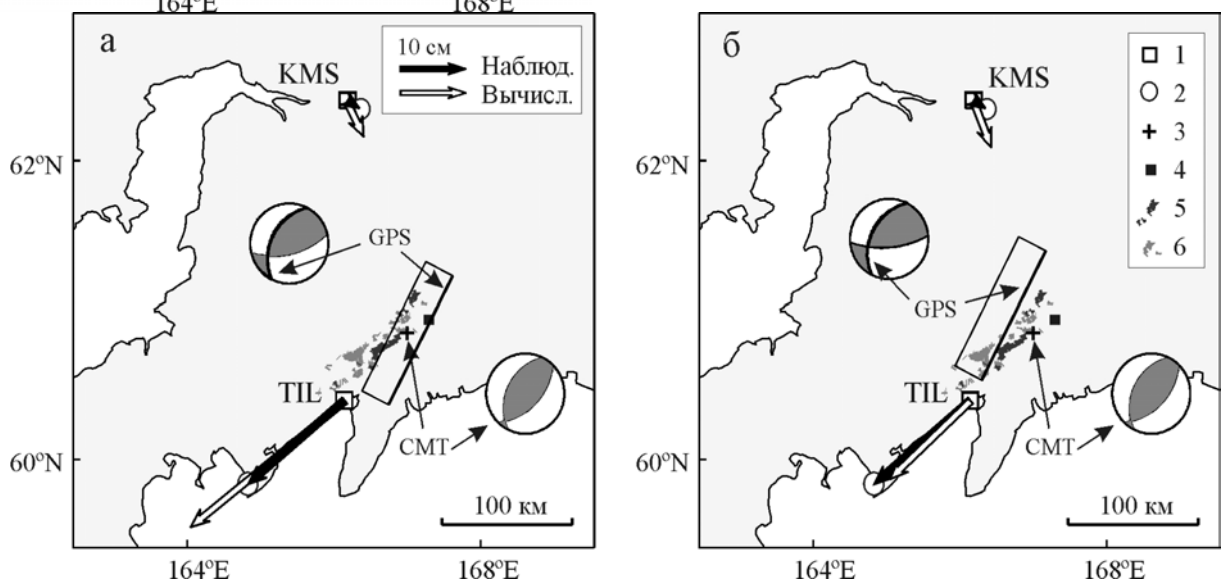 164°E
168°E
а
10 см
Наблюд.
Вычисл.
KMS
62°N
GPS
TIL
CMT
60°N
100 км
164°E
168°E
б
1
2
3
4
5
6
KMS
62°N
GPS
TIL
CMT
60°N
100 км
164°E
168°E